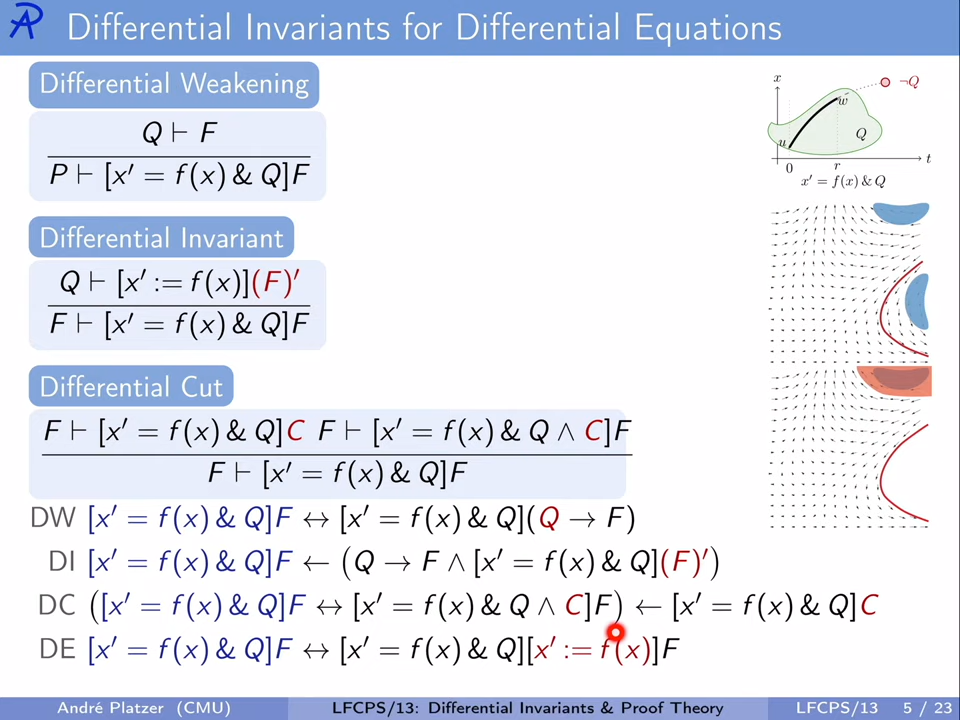 Differential Invariants for Differential Equations
Differential Weakening
Q ⊢ F
P ⊢ [x′ = f(x) & Q]F
Differential Invariant
Q ⊢ [x′ := f(x)](F)′
F ⊢ [x′ = f(x) & Q]F
Differential Cut
F ⊢ [x′ = f(x) & Q]C F ⊢ [x′ = f(x) & Q ∧ C]F
F ⊢ [x′ = f(x) & Q]F
DW [x′ = f(x) & Q]F ↔ [x′ = f(x) & Q](Q → F)
DI [x′ = f(x) & Q]F ← (Q → F ∧ [x′ = f(x) & Q](F)′)
DC ([x′ = f(x) & Q]F ↔ [x′ = f(x) & Q ∧ C]F) ← [x′ = f(x) & Q]C
DE [x′ = f(x) & Q]F ↔ [x′ = f(x) & Q][x′ := f(x)]F
x
¬Q
w
Q
u
t
0
r
x′ = f(x) & Q
André Platzer (CMU)
LFCPS/13: Differential Invariants & Proof Theory
LFCPS/13
5 / 23